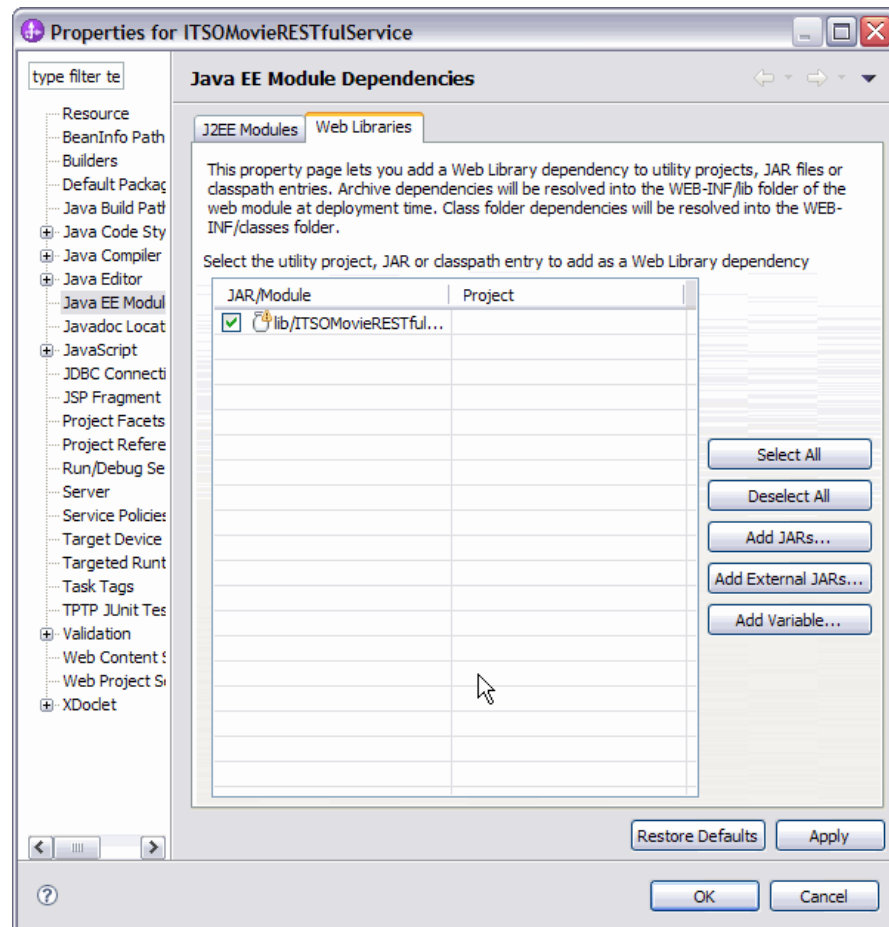 Properties for ITSOMovieRESTfulService
type filter te
Java EE Module Dependencies
Resource
BeanInfo Path
Builders
Default Packag
Java Build Path
Java Code Sty
Java Compiler
Java Editor
Java EE Modul
Javadoc Locat
JavaScript
JDBC Connecti
JSP Fragment
Project Facets
Project Refere
Run/Debug Se
Server
Service Policies
Target Device
Targeted Runt
Task Tags
TPTP JUnit Tes
Validation
Web Content S
Web Project Se
XDoclet
J2EE Modules
Web Libraries
This property page lets you add a Web Library dependency to utility projects, JAR files or
classpath entries. Archive dependencies will be resolved into the WEB-INF/lib folder of the
web module at deployment time. Class folder dependencies will be resolved into the WEB-
INF/classes folder.
Select the utility project, JAR or classpath entry to add as a Web Library dependency
JAR/Module
Project
lib/ITSOMovieRESTful...
Select All
Deselect All
Add JARs...
Add External JARs...
Add Variable...
Restore Defaults
Apply
OK
Cancel